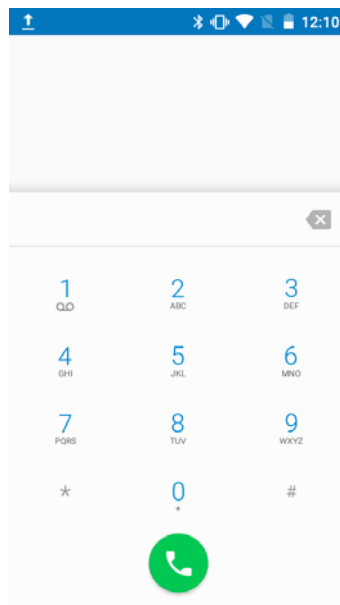 12:10
1 2 3
ABC DEF
4 5 6
GHI JKL MNO
7 8 9
PQRS TUV WXYZ
* 0 #
+